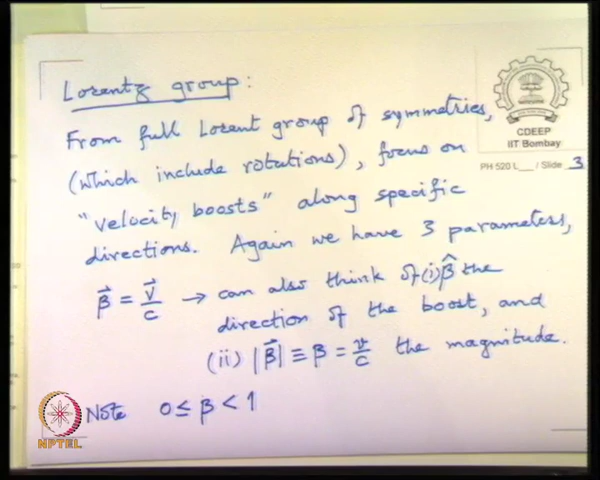 Lorentz group:
From full Lorent group of symmetries,
(which include rotations), focus on
"velocity boosts" along specific
directions. Again we have 3 parameters,
β⃗ = v⃗/c → can also think of (i) β̂ the
direction of the boost, and
(ii) |β⃗| ≡ β = v/c the magnitude.
Note 0 ≤ β < 1
CDEEP
IIT Bombay
PH 520 L___ / Slide 3
NPTEL